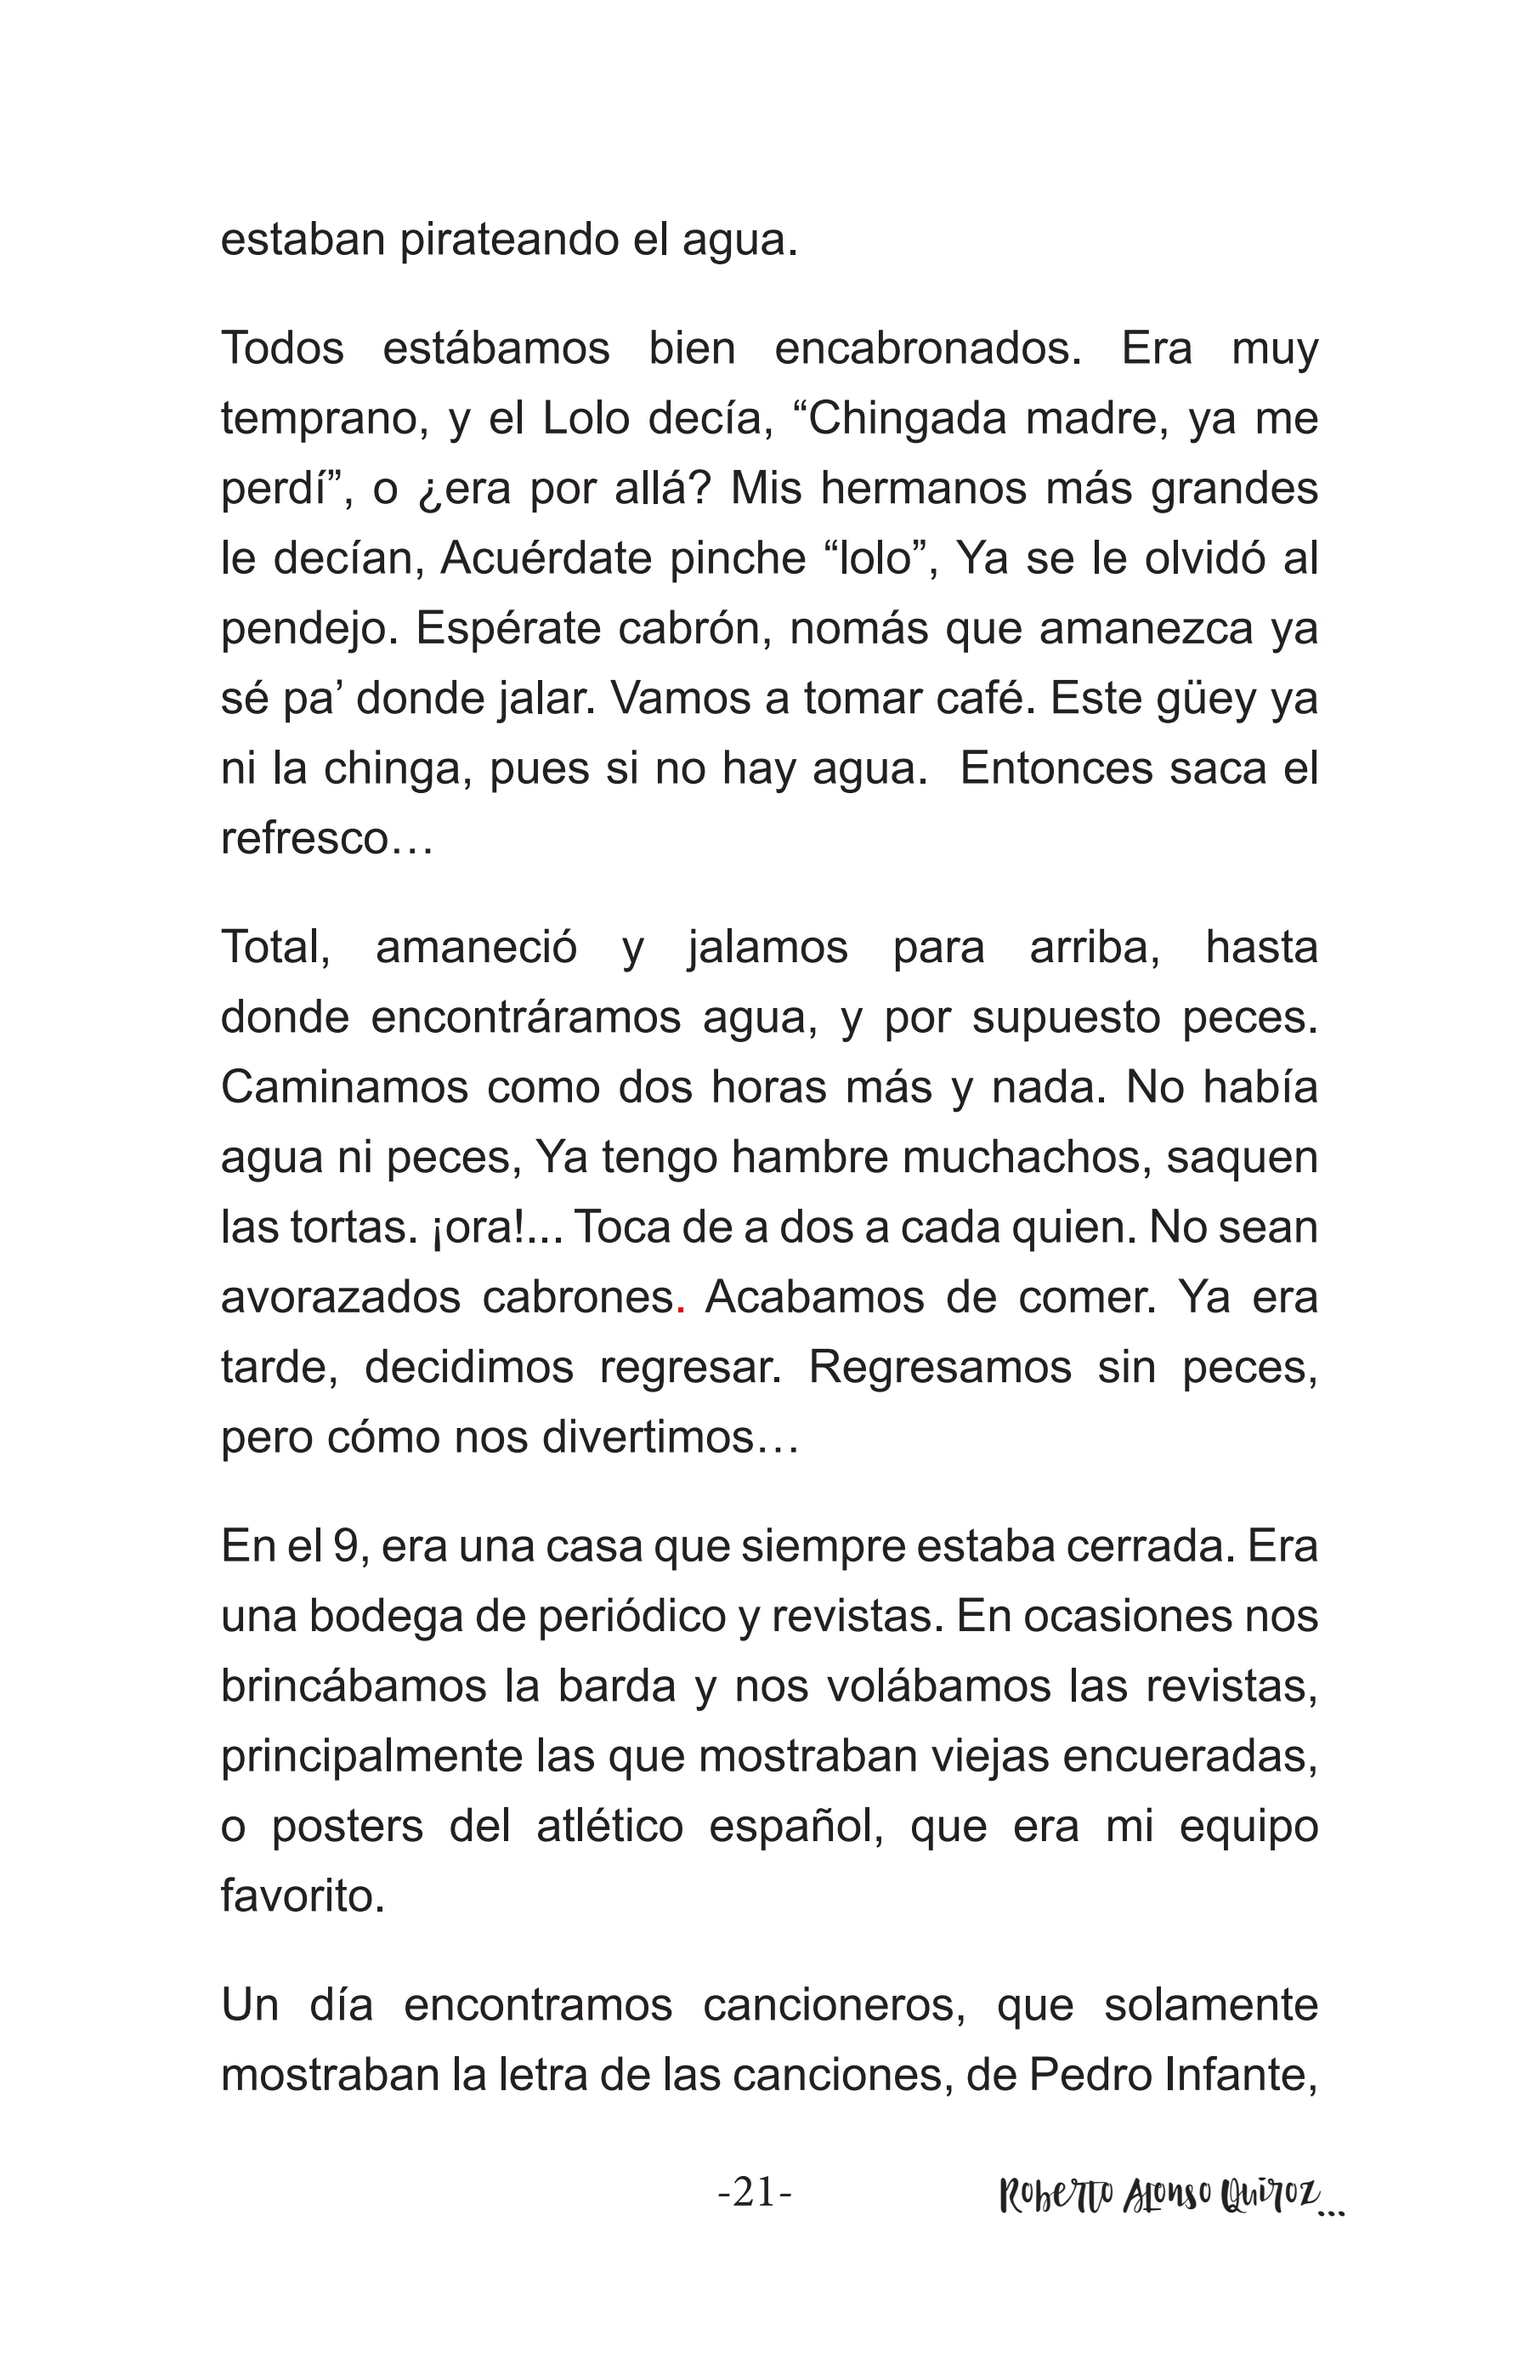 estaban pirateando el agua.
Todos estábamos bien encabronados. Era muy
temprano, y el Lolo decía, “Chingada madre, ya me
perdí”, o ¿era por allá? Mis hermanos más grandes
le decían, Acuérdate pinche “lolo”, Ya se le olvidó al
pendejo. Espérate cabrón, nomás que amanezca ya
sé pa’ donde jalar. Vamos a tomar café. Este güey ya
ni la chinga, pues si no hay agua.  Entonces saca el
refresco…
Total, amaneció y jalamos para arriba, hasta
donde encontráramos agua, y por supuesto peces.
Caminamos como dos horas más y nada. No había
agua ni peces, Ya tengo hambre muchachos, saquen
las tortas. ¡ora!... Toca de a dos a cada quien. No sean
avorazados cabrones. Acabamos de comer. Ya era
tarde, decidimos regresar. Regresamos sin peces,
pero cómo nos divertimos…
En el 9, era una casa que siempre estaba cerrada. Era
una bodega de periódico y revistas. En ocasiones nos
brincábamos la barda y nos volábamos las revistas,
principalmente las que mostraban viejas encueradas,
o posters del atlético español, que era mi equipo
favorito.
Un día encontramos cancioneros, que solamente
mostraban la letra de las canciones, de Pedro Infante,
-21- Roberto Alonso Quiroz...